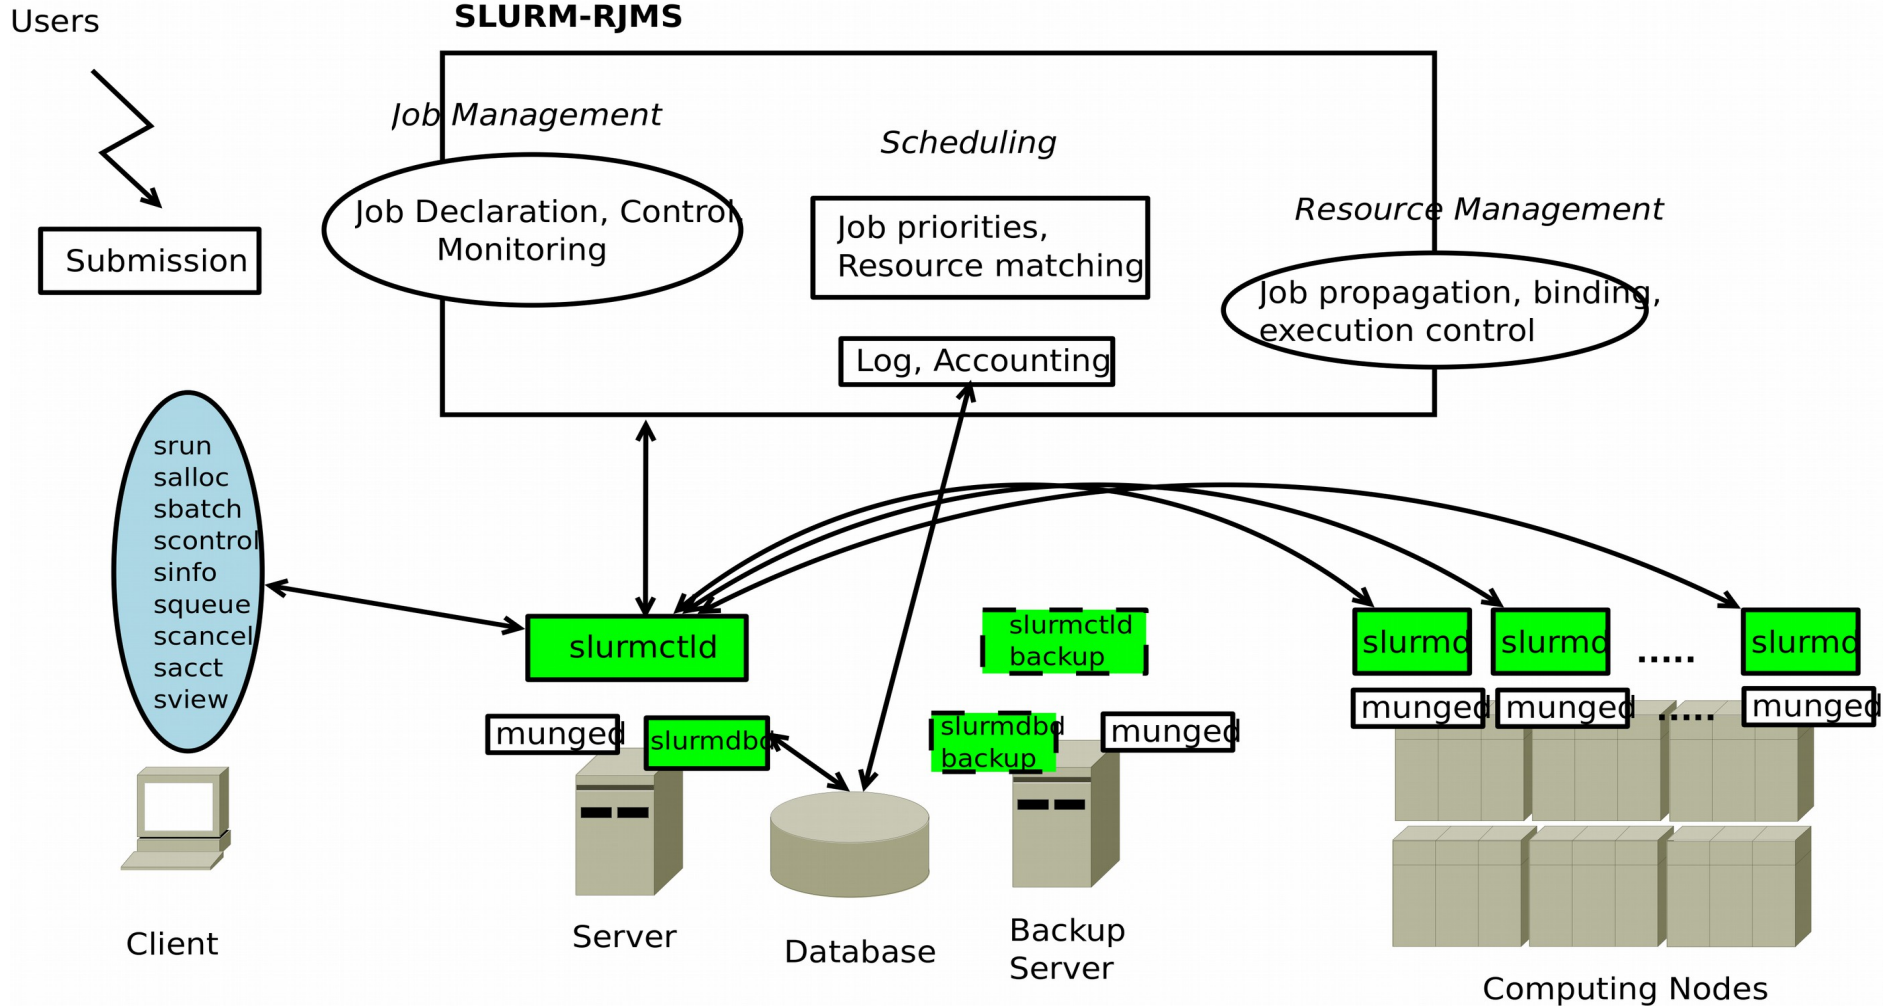 Users
SLURM-RJMS
Job Management
Scheduling
Resource Management
Submission
Job Declaration, Control,
Monitoring
Job priorities,
Resource matching
Job propagation, binding,
execution control
Log, Accounting
srun
salloc
sbatch
scontrol
sinfo
squeue
scancel
sacct
sview
slurmctld
slurmctld
backup
slurmd
slurmd
.....
slurmd
munged
slurmdbd
slurmdbd
backup
munged
munged
munged
.....
munged
Client
Server
Database
Backup
Server
Computing Nodes